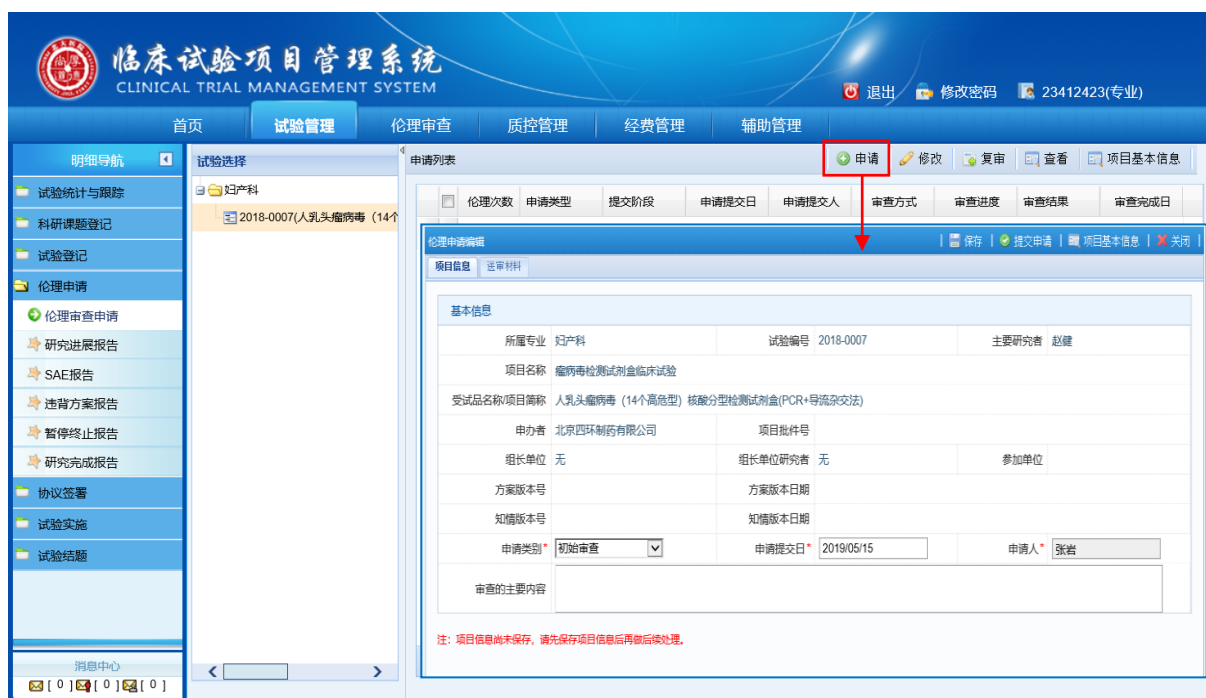 临床试验项目管理系统
CLINICAL TRIAL MANAGEMENT SYSTEM
退出 修改密码 23412423(专业)
首页 试验管理 伦理审查 质控管理 经费管理 辅助管理
明细导航
试验统计与跟踪
科研课题登记
试验登记
伦理申请
伦理审查申请
研究进展报告
SAE报告
违背方案报告
暂停终止报告
研究完成报告
协议签署
试验实施
试验结题
消息中心
[ 0 ] [ 0 ] [ 0 ]
试验选择
妇产科
2018-0007(人乳头瘤病毒（14个
申请列表 申请 修改 复审 查看 项目基本信息
伦理次数 申请类型 提交阶段 申请提交日 申请提交人 审查方式 审查进度 审查结果 审查完成日
伦理申请编辑 | 保存 | 提交申请 | 项目基本信息 | 关闭 |
项目信息 送审材料
基本信息
所属专业 妇产科 试验编号 2018-0007 主要研究者 赵健
项目名称 瘤病毒检测试剂盒临床试验
受试品名称/项目简称 人乳头瘤病毒（14个高危型）核酸分型检测试剂盒(PCR+导流杂交法)
申办者 北京四环制药有限公司 项目批件号
组长单位 无 组长单位研究者 无 参加单位
方案版本号 方案版本日期
知情版本号 知情版本日期
申请类别* 初始审查 申请提交日* 2019/05/15 申请人* 张岩
审查的主要内容
注：项目信息尚未保存，请先保存项目信息后再做后续处理。